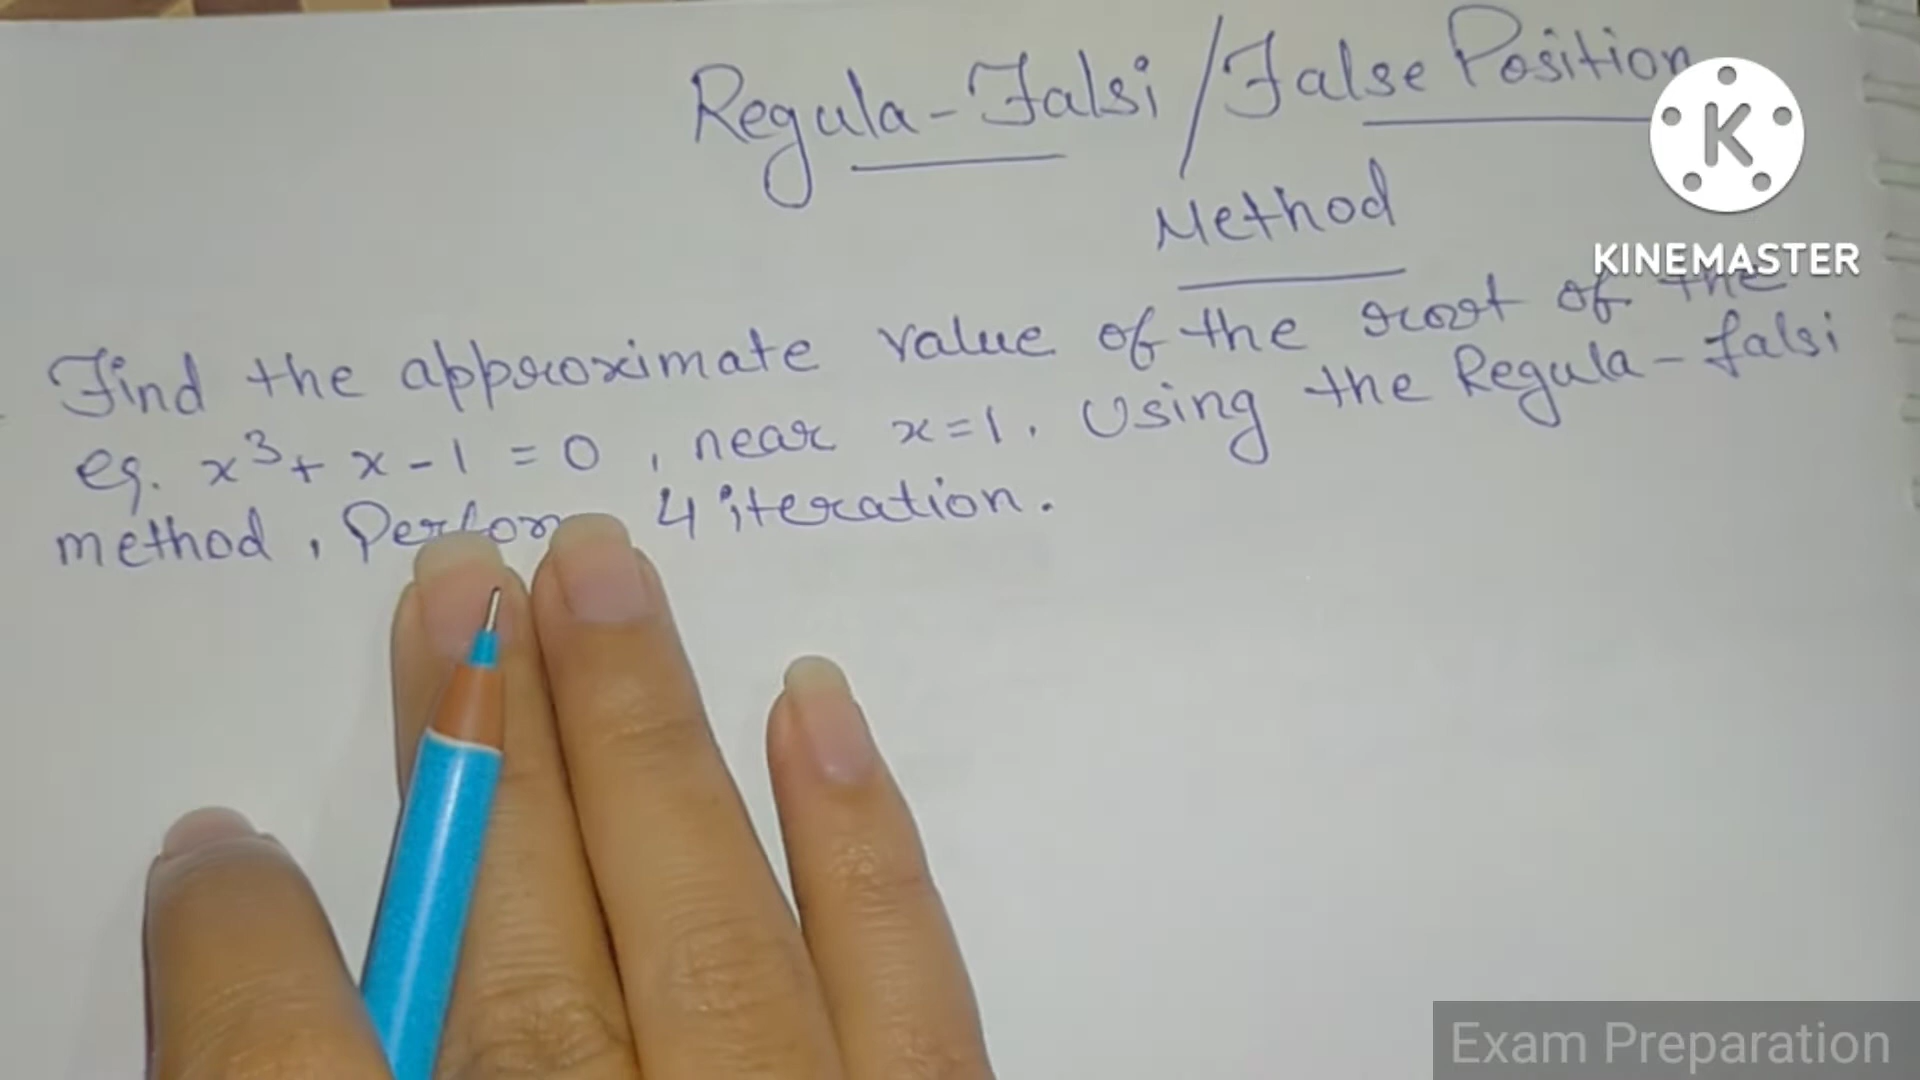 Regula-Falsi/False Position
Method
KINEMASTER
Find the approximate value of the root of the
eq. x³ + x - 1 = 0, near x=1. Using the Regula-falsi
method, Perform 4 iteration.
Exam Preparation